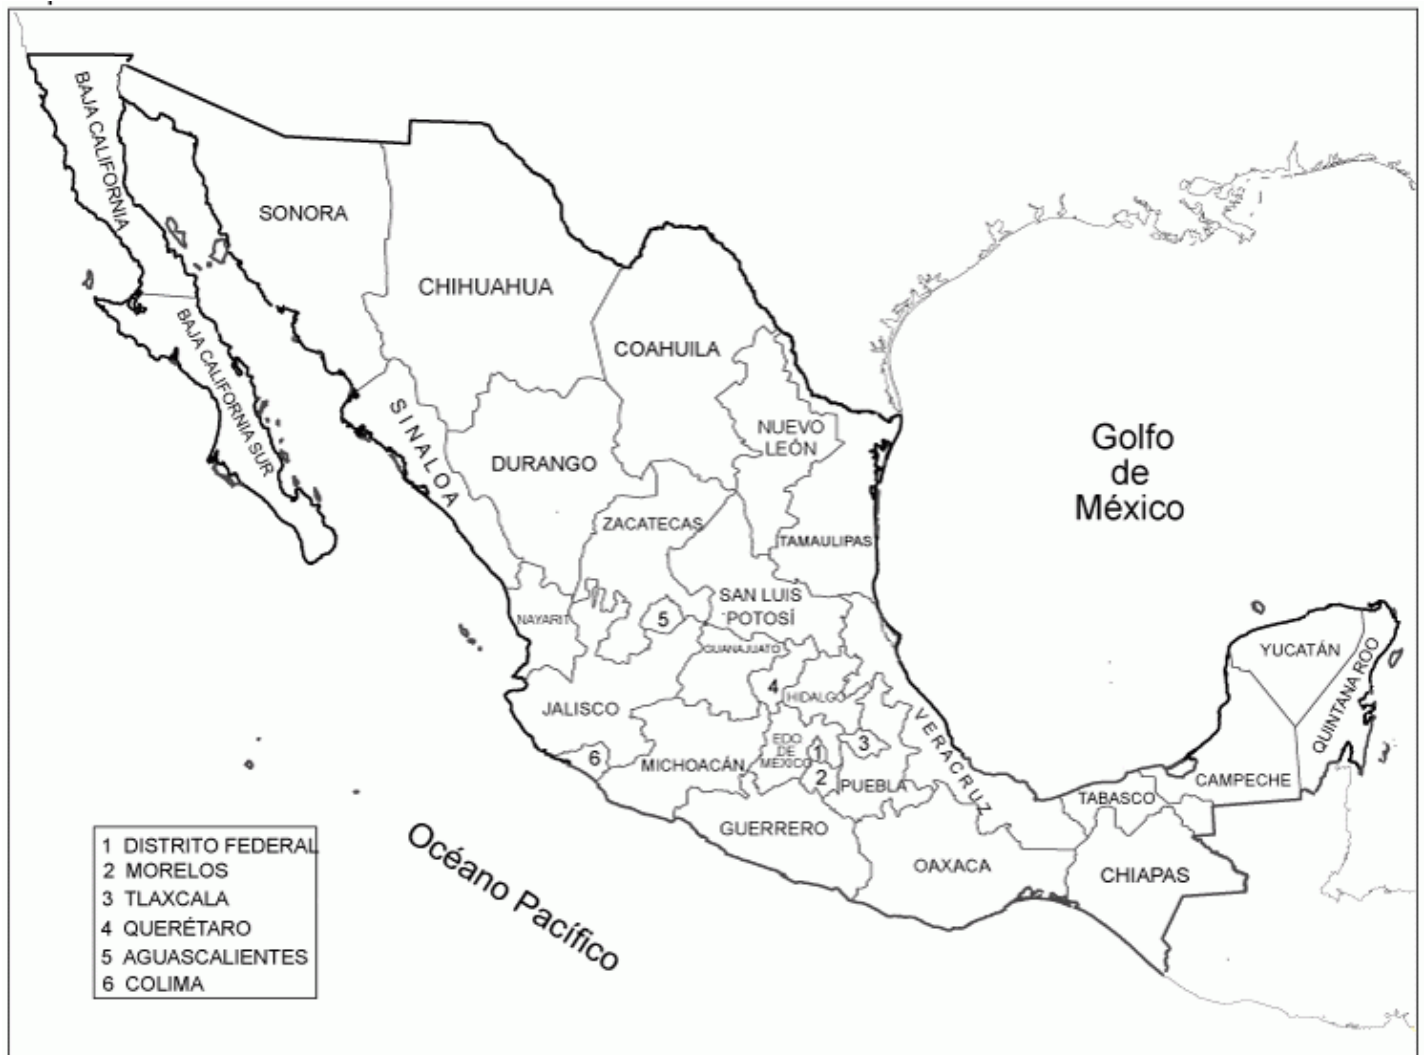 BAJA CALIFORNIA
SONORA
CHIHUAHUA
BAJA CALIFORNIA SUR
COAHUILA
SINALOA
NUEVO
LEÓN
DURANGO
Golfo
de
México
ZACATECAS
TAMAULIPAS
SAN LUIS
POTOSÍ
NAYARIT
5
GUANAJUATO
YUCATÁN
QUINTANA ROO
4
HIDALGO
JALISCO
VERACRUZ
EDO
DE
MEXICO
1
3
6
MICHOACÁN
2
PUEBLA
CAMPECHE
TABASCO
GUERRERO
OAXACA
CHIAPAS
Océano Pacífico
1 DISTRITO FEDERAL
2 MORELOS
3 TLAXCALA
4 QUERÉTARO
5 AGUASCALIENTES
6 COLIMA